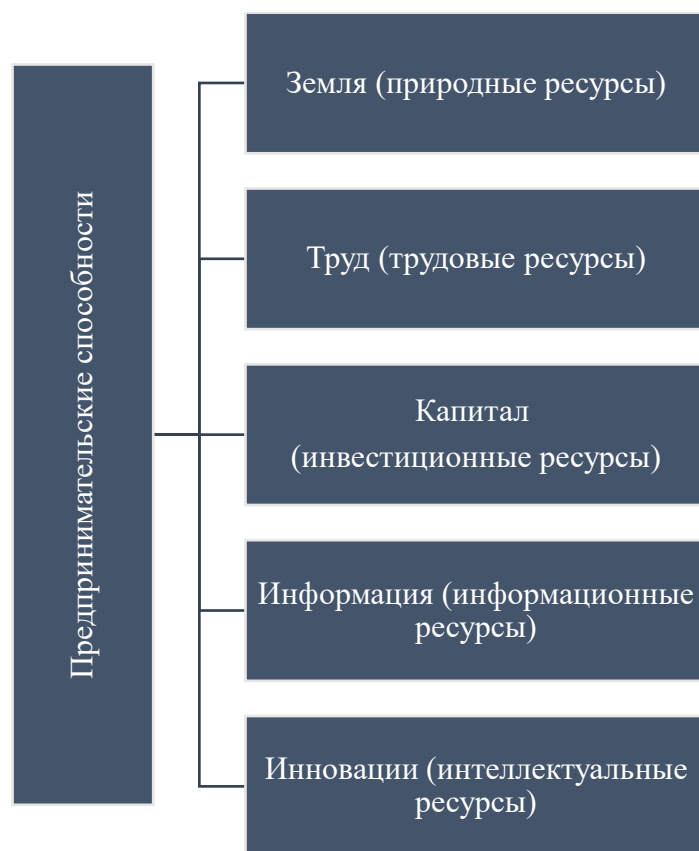 Предпринимательские способности
Земля (природные ресурсы)
Труд (трудовые ресурсы)
Капитал
(инвестиционные ресурсы)
Информация (информационные
ресурсы)
Инновации (интеллектуальные
ресурсы)